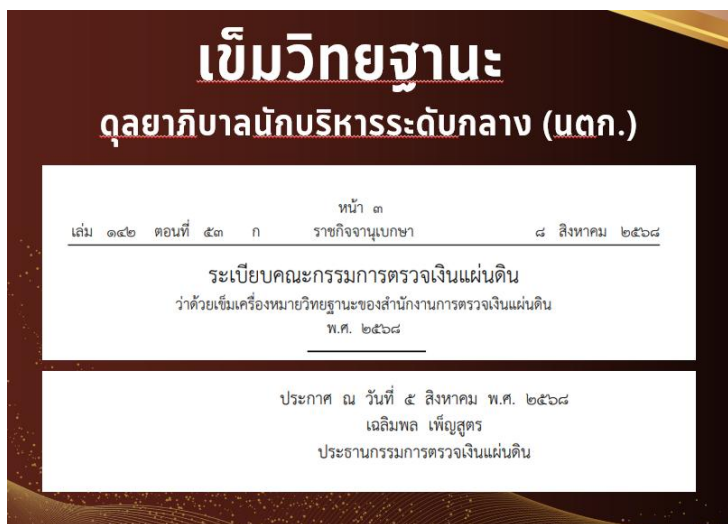 เข็มวิทยฐานะ
ดุลยาภิบาลนักบริหารระดับกลาง (นตก.)
หน้า ๓
เล่ม ๑๔๒ ตอนที่ ๕๓ ก ราชกิจจานุเบกษา ๘ สิงหาคม ๒๕๖๘
ระเบียบคณะกรรมการตรวจเงินแผ่นดิน
ว่าด้วยเข็มเครื่องหมายวิทยฐานะของสำนักงานการตรวจเงินแผ่นดิน
พ.ศ. ๒๕๖๘
ประกาศ ณ วันที่ ๕ สิงหาคม พ.ศ. ๒๕๖๘
เฉลิมพล เพ็ญสูตร
ประธานกรรมการตรวจเงินแผ่นดิน